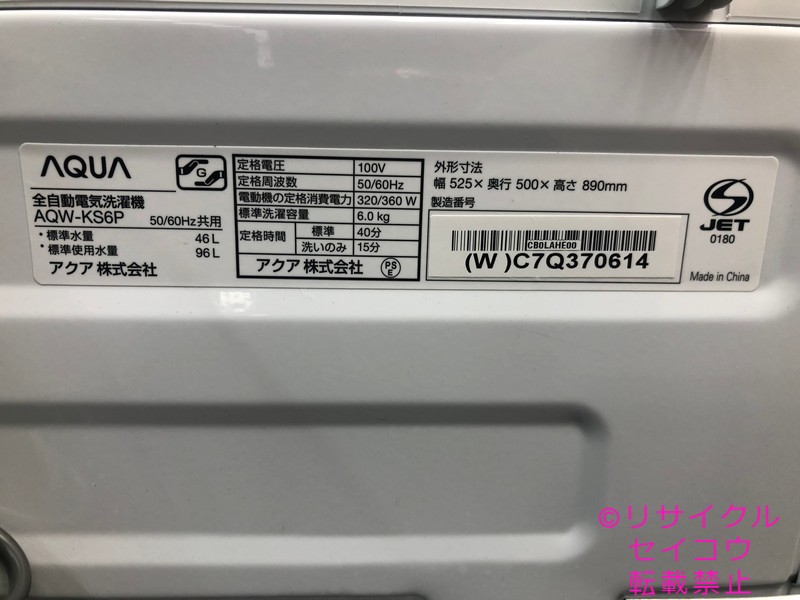 AQUA
G
全自動電気洗濯機
AQW-KS6P 50/60Hz共用
・標準水量 46L
・標準使用水量 96L
アクア株式会社
定格電圧 100V
定格周波数 50/60Hz
電動機の定格消費電力 320/360 W
標準洗濯容量 6.0 kg
定格時間 標準 40分
洗いのみ 15分
アクア株式会社 PSE
外形寸法
幅 525× 奥行 500× 高さ 890mm
製造番号
CB0LAHE00
(W )C7Q370614
JET
0180
Made in China
©リサイクル
セイコウ
転載禁止